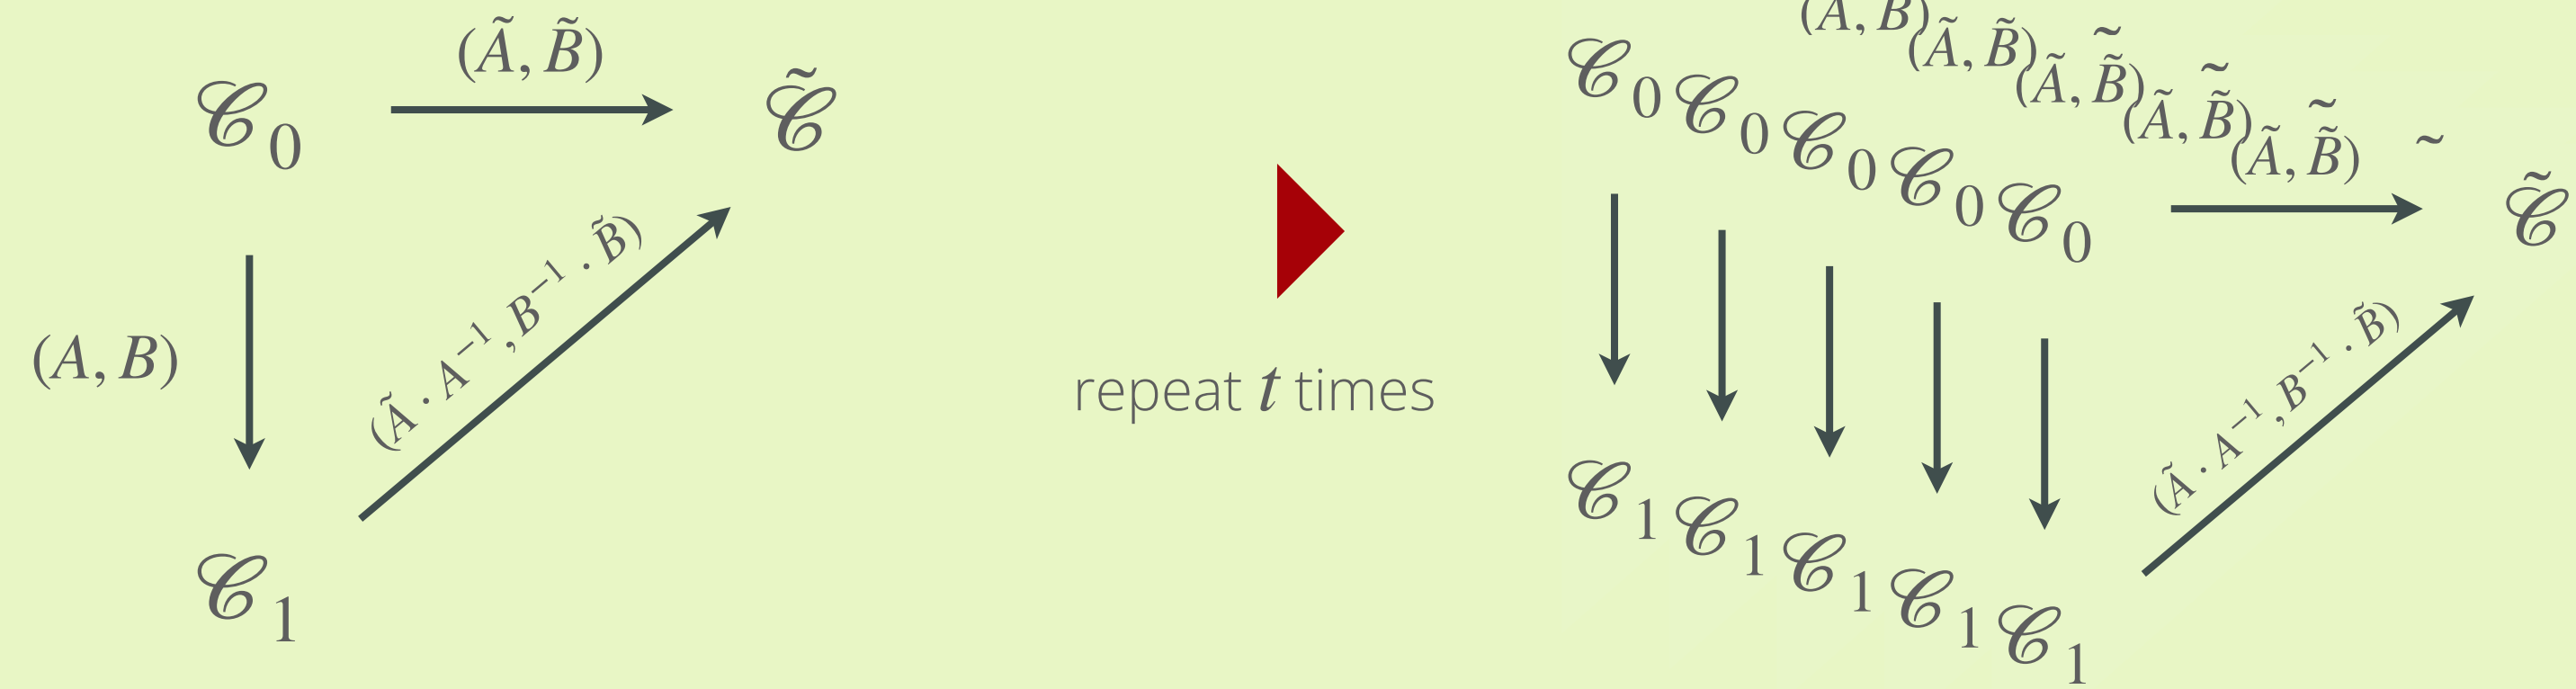 (Ã, B̃)
𝒞₀ 𝒞̃
(A, B)
(Ã · A⁻¹, B⁻¹ · B̃)
𝒞₁
repeat t times
(Ã, B̃)
(Ã, B̃)
(Ã, B̃)
(Ã, B̃)
(Ã, B̃)
𝒞₀ 𝒞₀ 𝒞₀ 𝒞₀ 𝒞₀ 𝒞̃
(Ã · A⁻¹, B⁻¹ · B̃)
𝒞₁ 𝒞₁ 𝒞₁ 𝒞₁ 𝒞₁